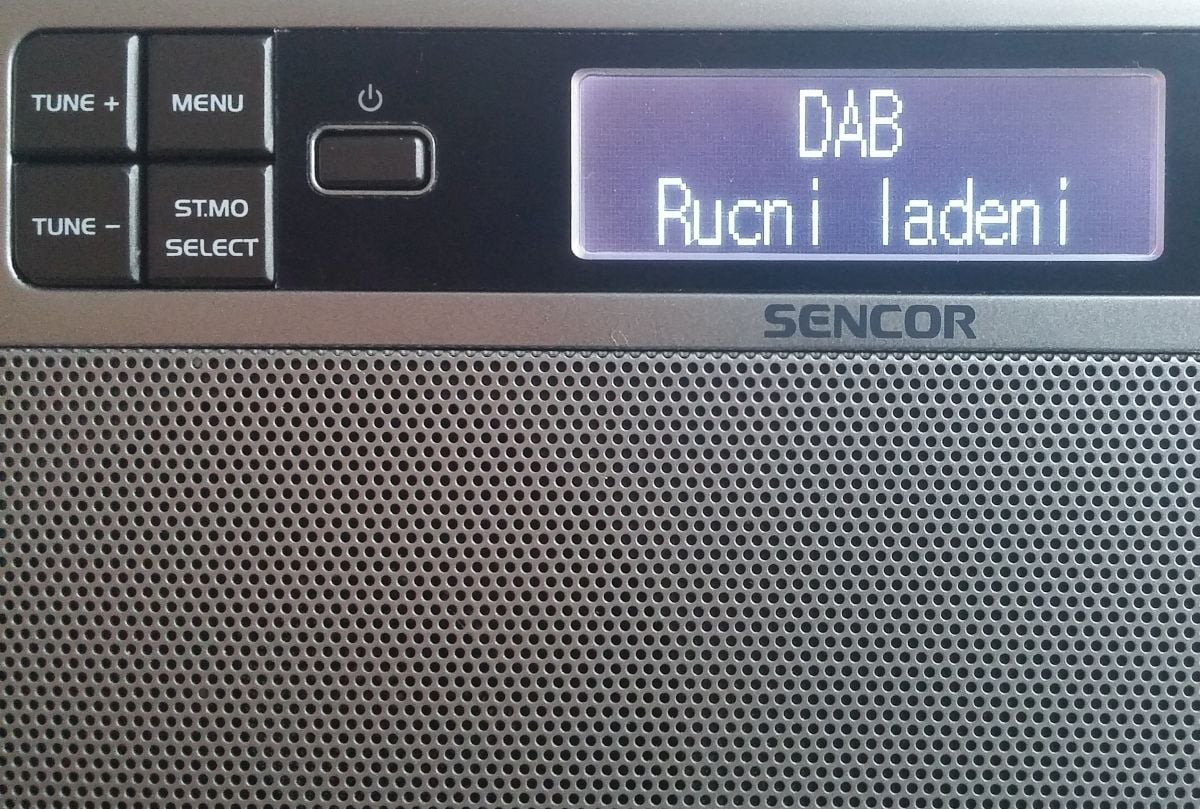 TUNE +
MENU
TUNE −
ST.MO
SELECT
DAB
Rucni ladeni
SENCOR